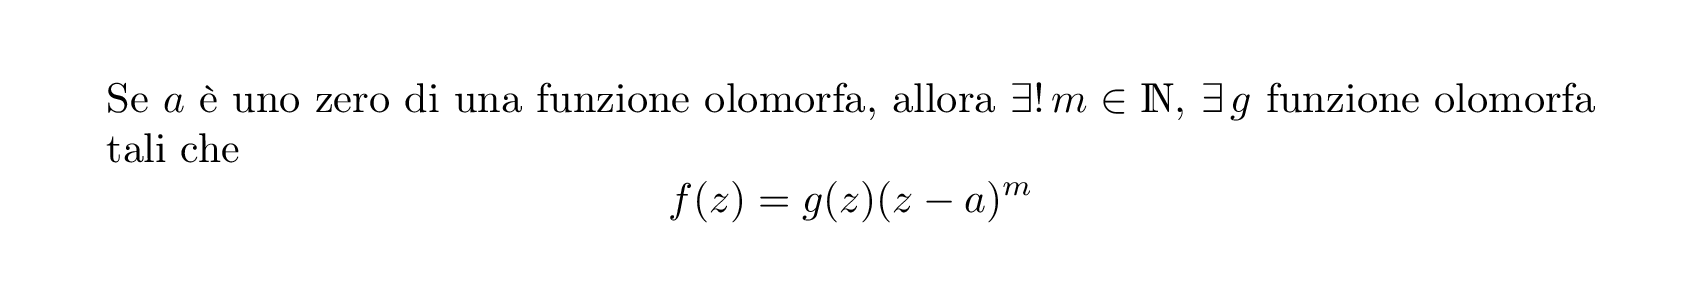 Se a è uno zero di una funzione olomorfa, allora ∃! m ∈ ℕ, ∃ g funzione olomorfa
tali che
f(z) = g(z)(z − a)^m